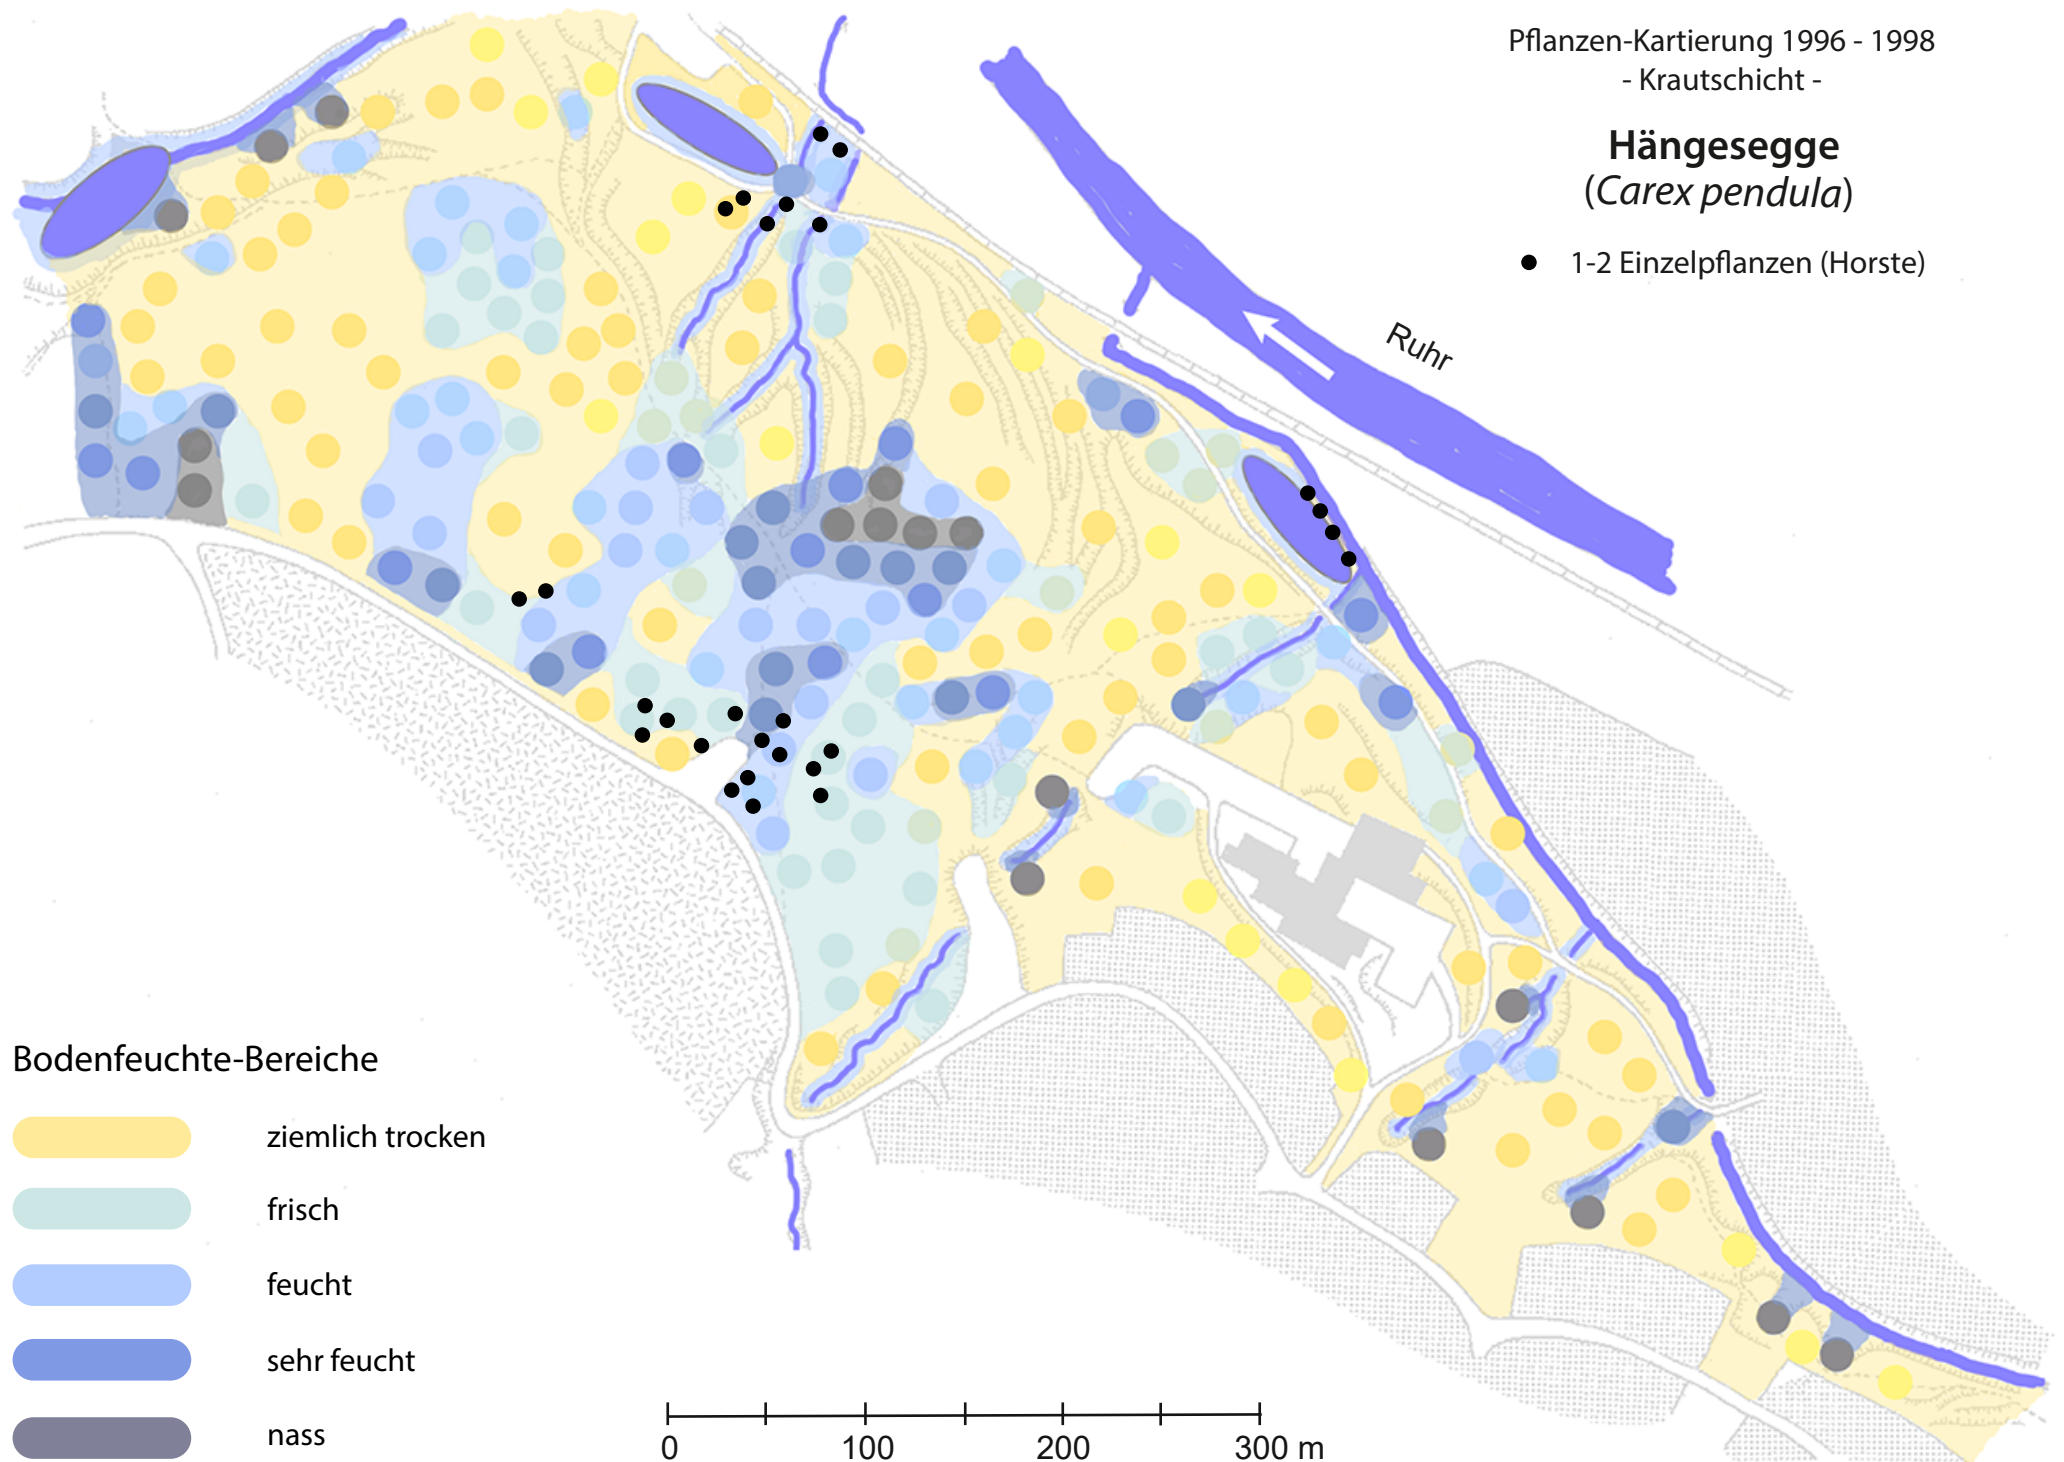 Pflanzen-Kartierung 1996 - 1998
- Krautschicht -
Hängesegge
(Carex pendula)
1-2 Einzelpflanzen (Horste)
Ruhr
Bodenfeuchte-Bereiche
ziemlich trocken
frisch
feucht
sehr feucht
nass
0 100 200 300 m